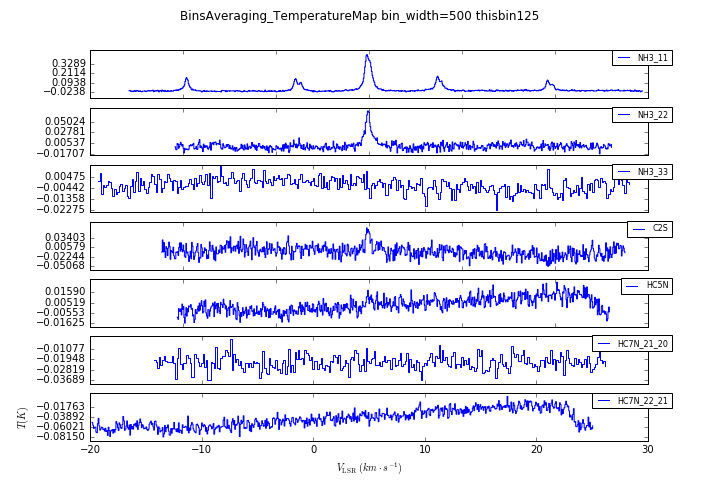 BinsAveraging_TemperatureMap bin_width=500 thisbin125
NH3_11
0.3289
0.2114
0.0938
−0.0238
NH3_22
0.05024
0.02781
0.00537
−0.01707
NH3_33
0.00475
−0.00442
−0.01358
−0.02275
C2S
0.03403
0.00579
−0.02244
−0.05068
HC5N
0.01590
0.00519
−0.00553
−0.01625
HC7N_21_20
−0.01077
−0.01948
−0.02819
−0.03689
HC7N_22_21
−0.01763
−0.03892
−0.06021
−0.08150
T(K)
−20 −10 0 10 20 30
V_LSR (km · s⁻¹)